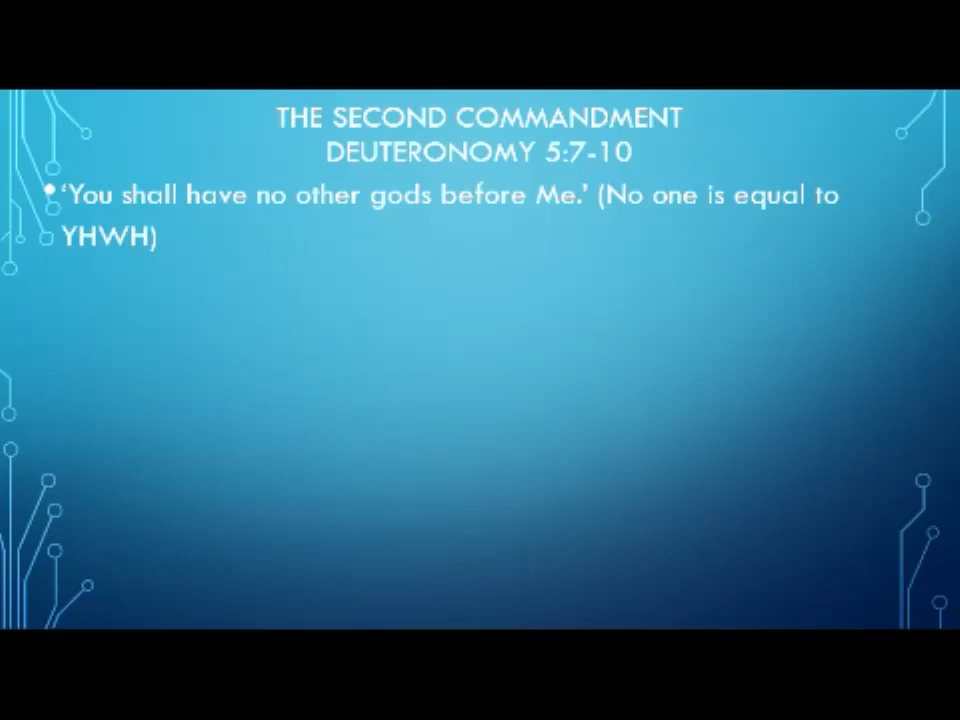 THE SECOND COMMANDMENT
DEUTERONOMY 5:7-10
• ‘You shall have no other gods before Me.’ (No one is equal to
YHWH)